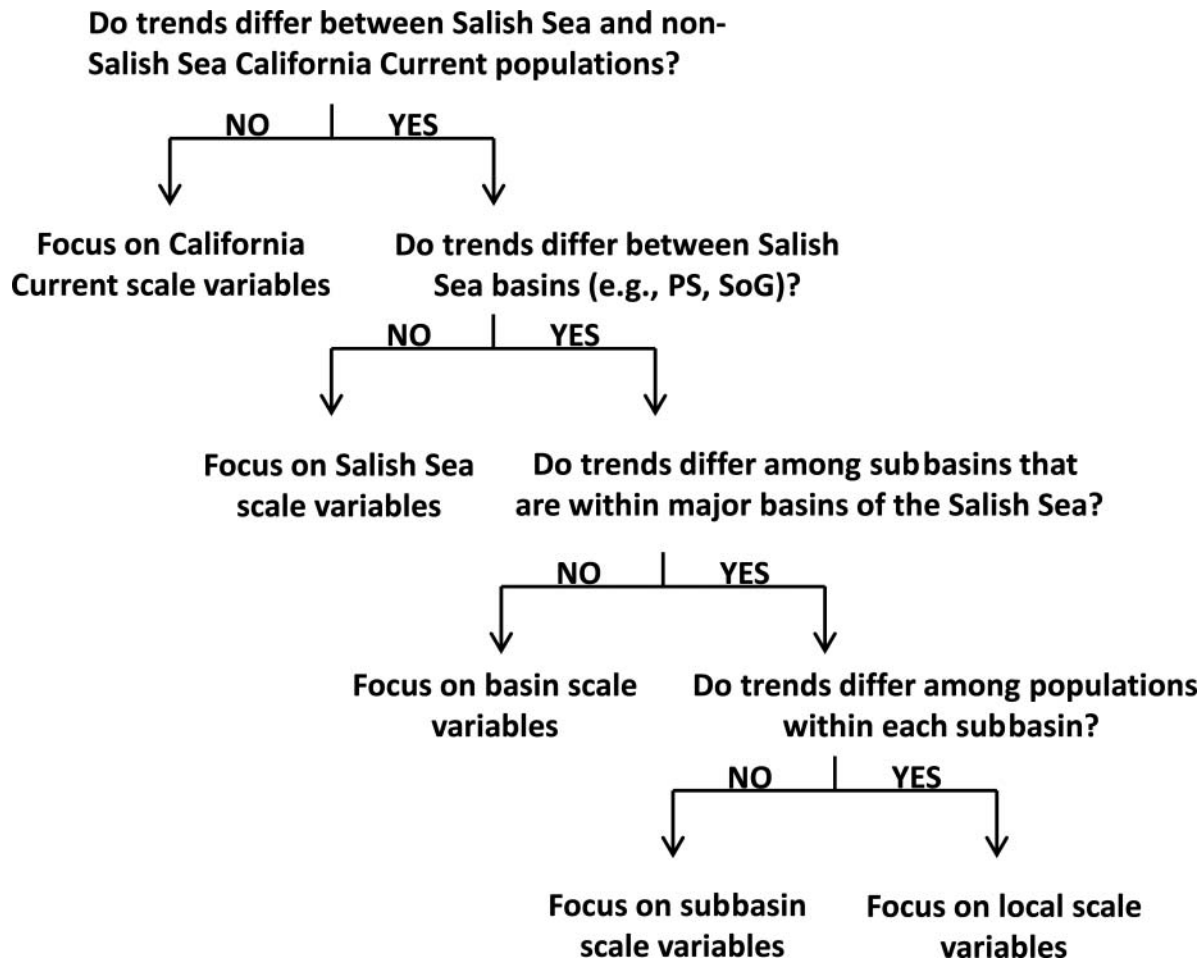 Do trends differ between Salish Sea and non-
Salish Sea California Current populations?
NO
YES
Focus on California
Current scale variables
Do trends differ between Salish
Sea basins (e.g., PS, SoG)?
NO
YES
Focus on Salish Sea
scale variables
Do trends differ among subbasins that
are within major basins of the Salish Sea?
NO
YES
Focus on basin scale
variables
Do trends differ among populations
within each subbasin?
NO
YES
Focus on subbasin
scale variables
Focus on local scale
variables